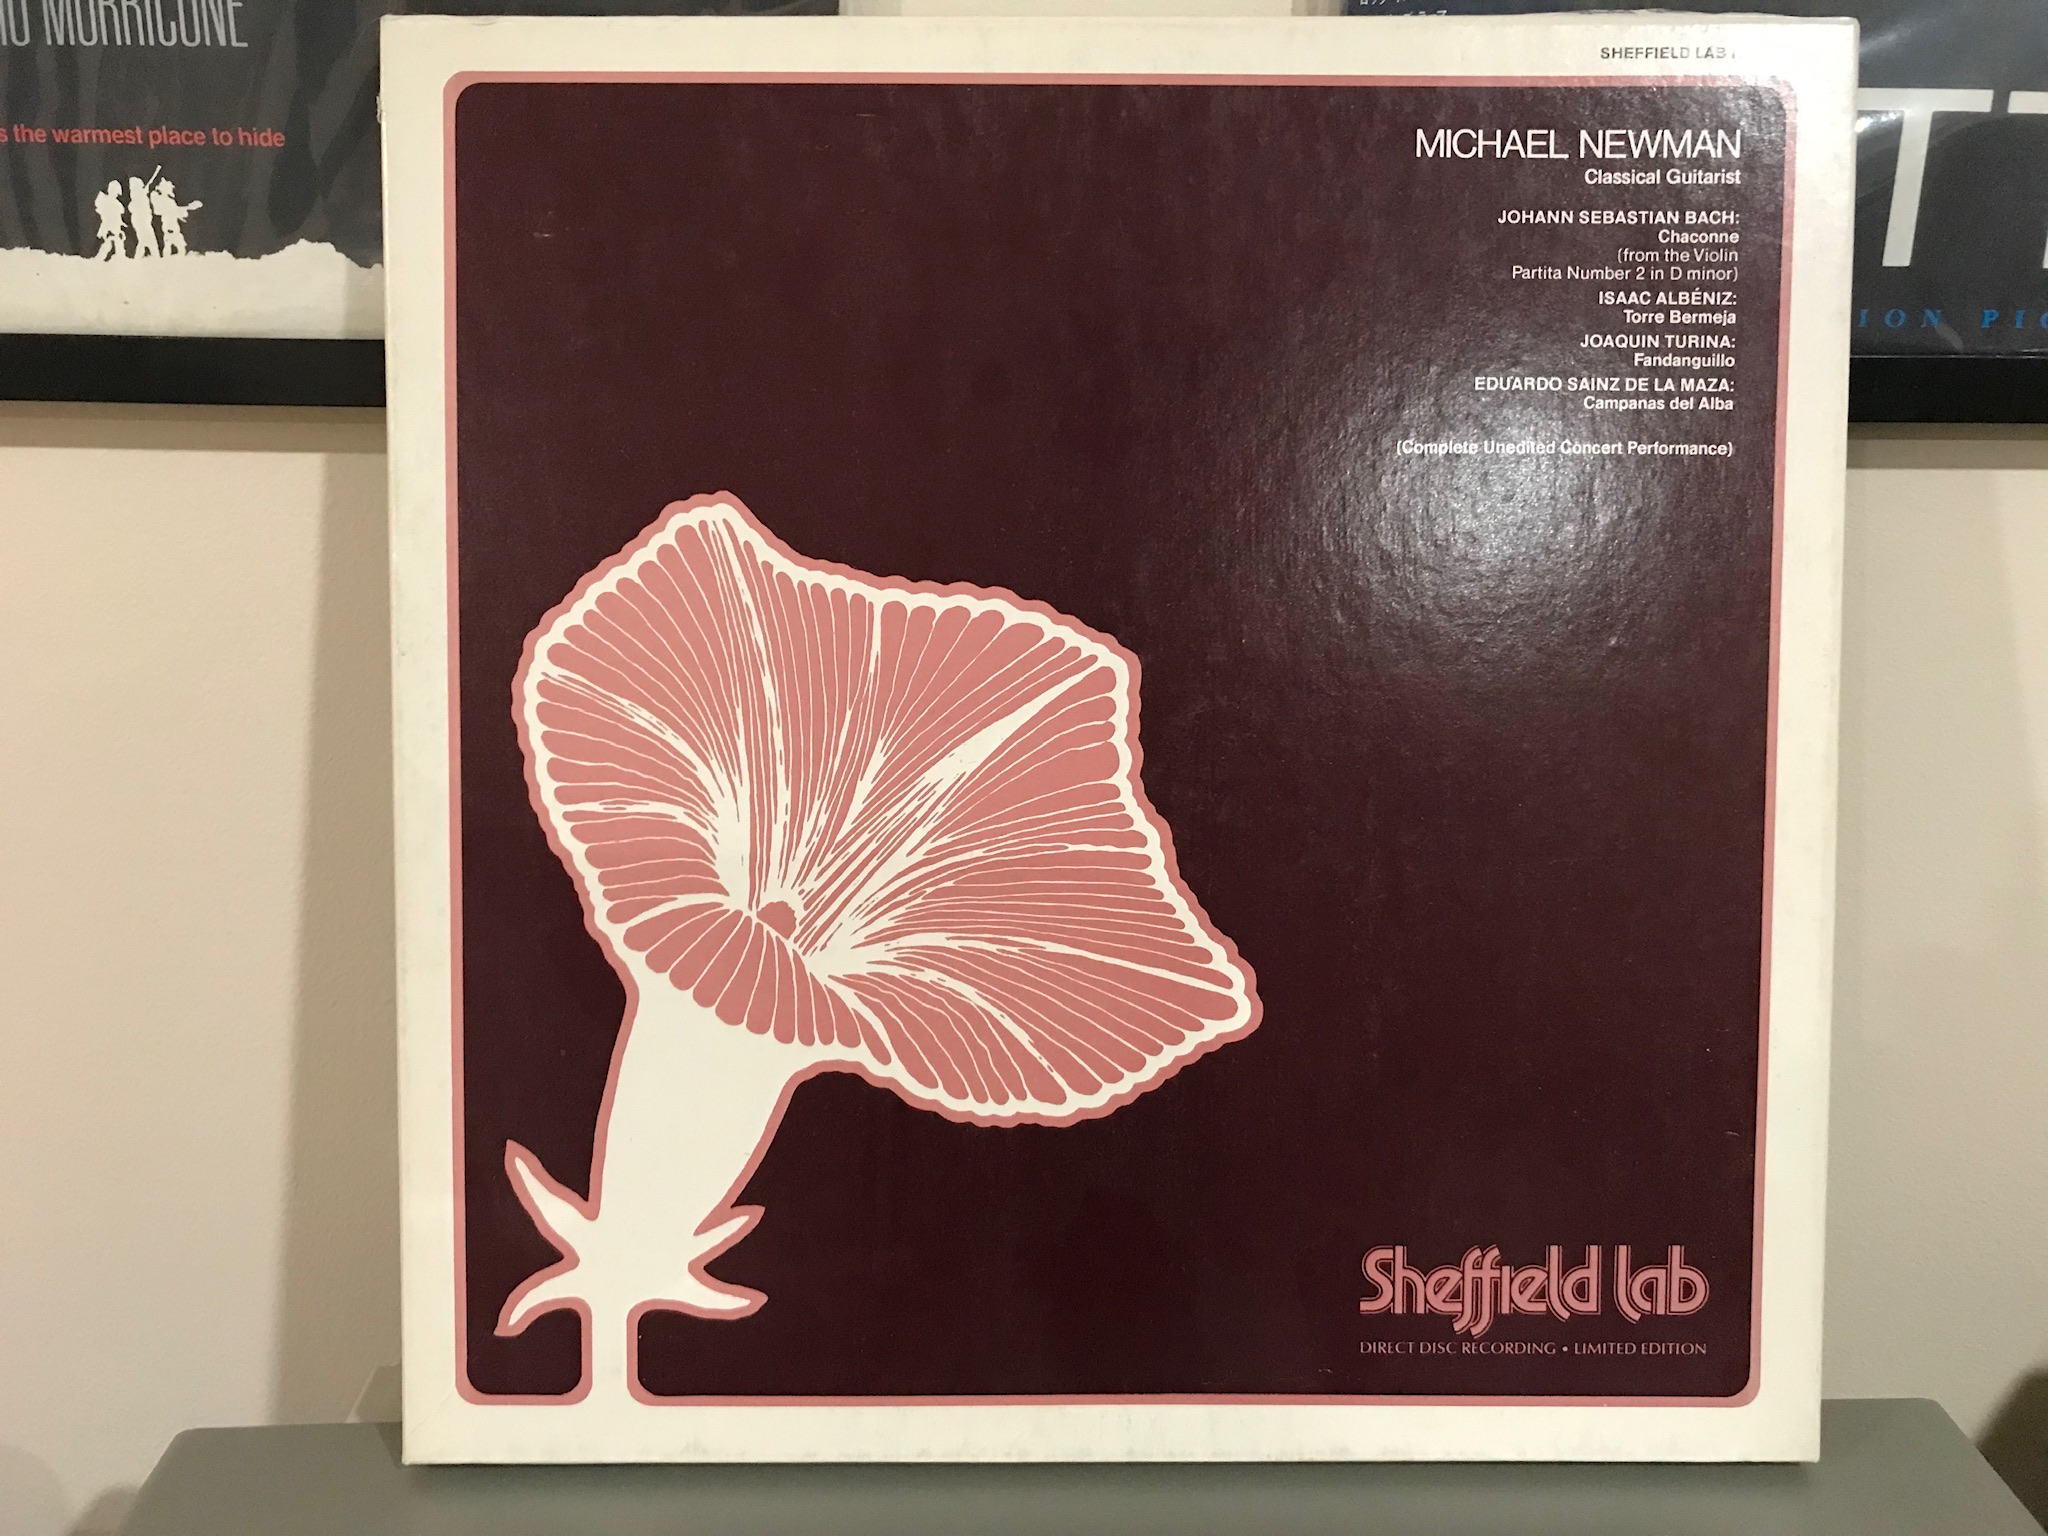 MORRICONE
s the warmest place to hide
SHEFFIELD LAB
MICHAEL NEWMAN
Classical Guitarist
JOHANN SEBASTIAN BACH:
Chaconne
(from the Violin
Partita Number 2 in D minor)
ISAAC ALBÉNIZ:
Torre Bermeja
JOAQUIN TURINA:
Fandanguillo
EDUARDO SAINZ DE LA MAZA:
Campanas del Alba
(Complete Unedited Concert Performance)
Sheffield Lab
DIRECT DISC RECORDING • LIMITED EDITION
ION PIC